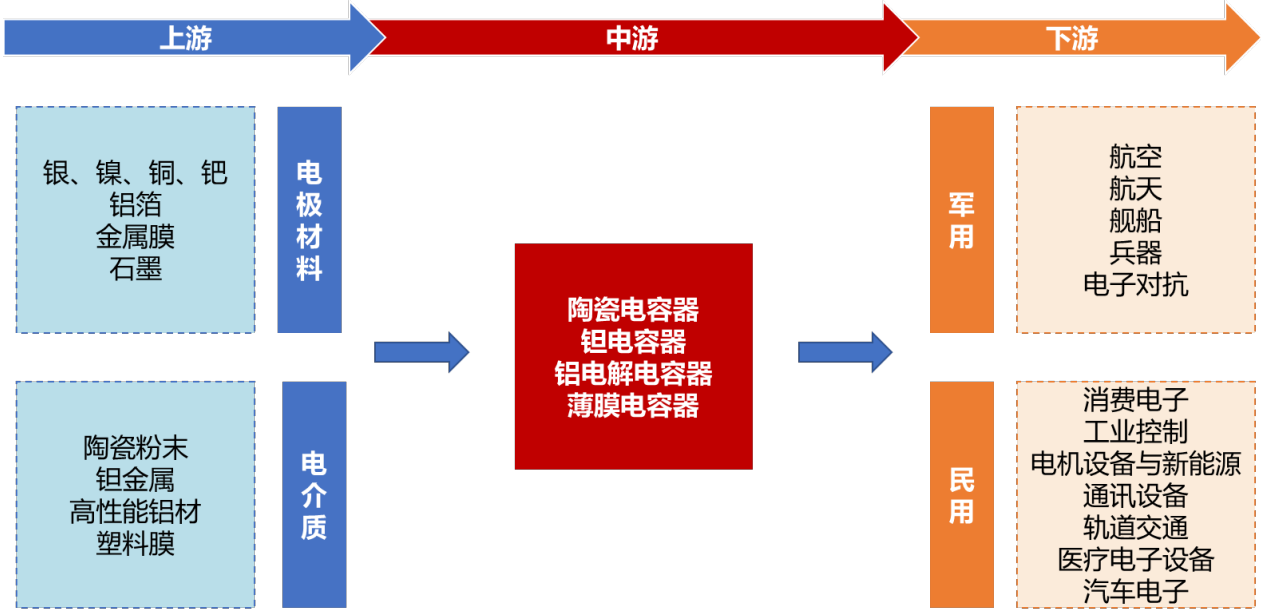 上游
中游
下游
银、镍、铜、钯
铝箔
金属膜
石墨
电极材料
陶瓷粉末
钽金属
高性能铝材
塑料膜
电介质
陶瓷电容器
钽电容器
铝电解电容器
薄膜电容器
军用
航空
航天
舰船
兵器
电子对抗
民用
消费电子
工业控制
电机设备与新能源
通讯设备
轨道交通
医疗电子设备
汽车电子